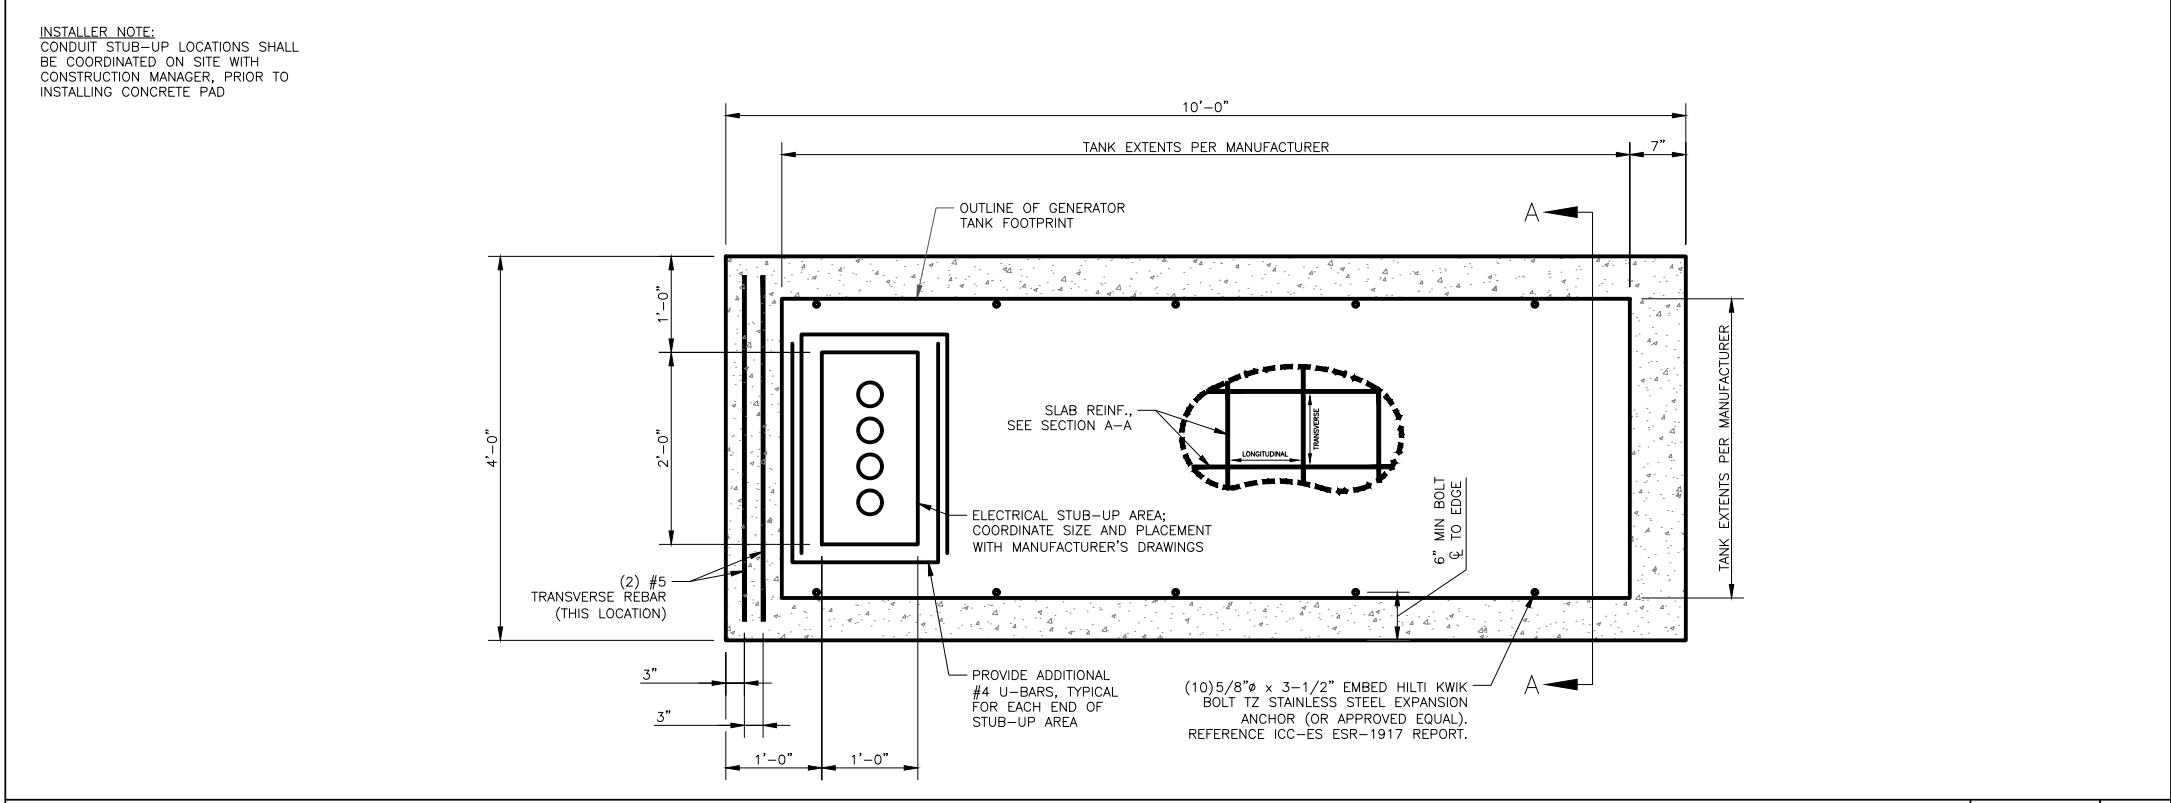 INSTALLER NOTE:
CONDUIT STUB-UP LOCATIONS SHALL
BE COORDINATED ON SITE WITH
CONSTRUCTION MANAGER, PRIOR TO
INSTALLING CONCRETE PAD
10'-0"
TANK EXTENTS PER MANUFACTURER
7"
OUTLINE OF GENERATOR
TANK FOOTPRINT
A
1'-0"
2'-0"
4'-0"
SLAB REINF.,
SEE SECTION A-A
LONGITUDINAL
TRANSVERSE
TANK EXTENTS PER MANUFACTURER
6" MIN BOLT
℄ TO EDGE
ELECTRICAL STUB-UP AREA;
COORDINATE SIZE AND PLACEMENT
WITH MANUFACTURER'S DRAWINGS
(2) #5
TRANSVERSE REBAR
(THIS LOCATION)
3"
3"
PROVIDE ADDITIONAL
#4 U-BARS, TYPICAL
FOR EACH END OF
STUB-UP AREA
(10)5/8"ø x 3-1/2" EMBED HILTI KWIK
BOLT TZ STAINLESS STEEL EXPANSION
ANCHOR (OR APPROVED EQUAL).
REFERENCE ICC-ES ESR-1917 REPORT.
A
1'-0"
1'-0"